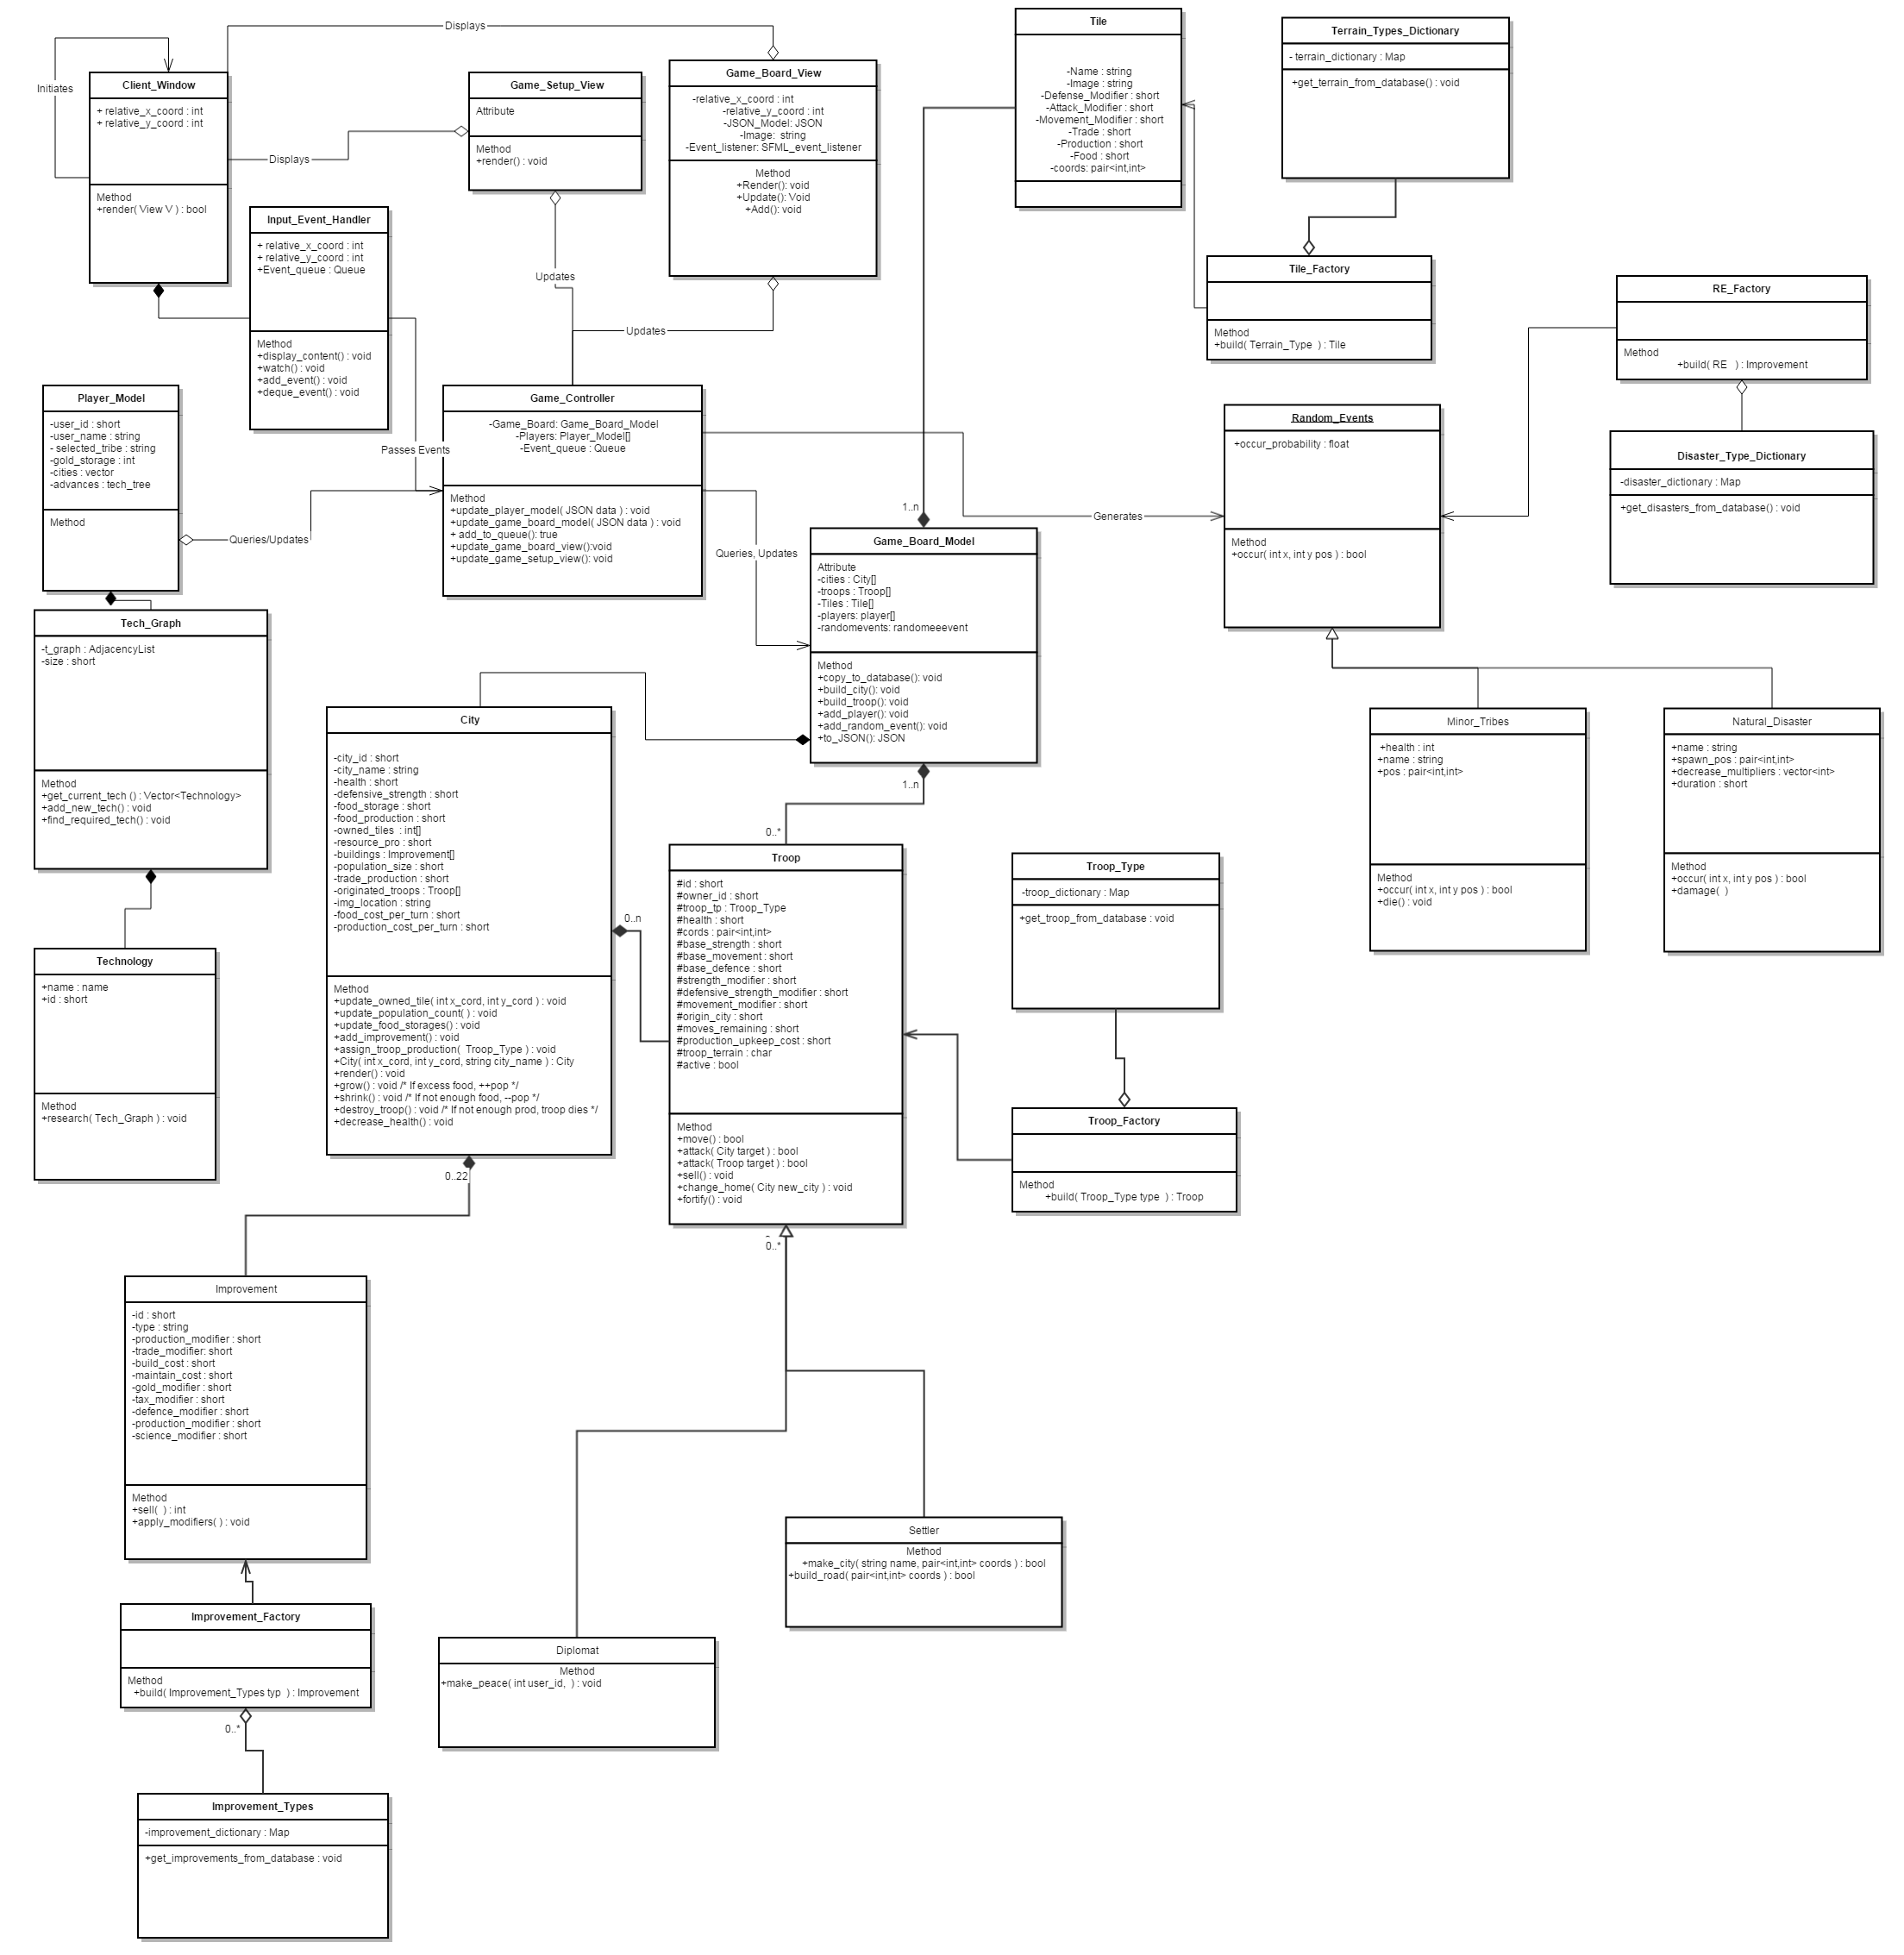 Displays
Initiates
Client_Window
+ relative_x_coord : int
+ relative_y_coord : int
Method
+render( View V ) : bool
Displays
Game_Setup_View
Attribute
Method
+render() : void
Updates
Game_Board_View
-relative_x_coord : int
-relative_y_coord : int
-JSON_Model: JSON
-Image: string
-Event_listener: SFML_event_listener
Method
+Render(): void
+Update(): Void
+Add(): void
Updates
Tile
-Name : string
-Image : string
-Defense_Modifier : short
-Attack_Modifier : short
-Movement_Modifier : short
-Trade : short
-Production : short
-Food : short
-coords: pair<int,int>
Terrain_Types_Dictionary
- terrain_dictionary : Map
+get_terrain_from_database() : void
Tile_Factory
Method
+build( Terrain_Type ) : Tile
RE_Factory
Method
+build( RE ) : Improvement
Input_Event_Handler
+ relative_x_coord : int
+ relative_y_coord : int
+Event_queue : Queue
Method
+display_content() : void
+watch() : void
+add_event() : void
+deque_event() : void
Passes Events
Player_Model
-user_id : short
-user_name : string
- selected_tribe : string
-gold_storage : int
-cities : vector
-advances : tech_tree
Method
Queries/Updates
Game_Controller
-Game_Board: Game_Board_Model
-Players: Player_Model[]
-Event_queue : Queue
Method
+update_player_model( JSON data ) : void
+update_game_board_model( JSON data ) : void
+ add_to_queue(): true
+update_game_board_view():void
+update_game_setup_view(): void
Queries, Updates
Generates
Random_Events
+occur_probability : float
Method
+occur( int x, int y pos ) : bool
Disaster_Type_Dictionary
-disaster_dictionary : Map
+get_disasters_from_database() : void
1..n
Game_Board_Model
Attribute
-cities : City[]
-troops : Troop[]
-Tiles : Tile[]
-players: player[]
-randomevents: randomeeevent
Method
+copy_to_database(): void
+build_city(): void
+build_troop(): void
+add_player(): void
+add_random_event(): void
+to_JSON(): JSON
1..n
0..*
Tech_Graph
-t_graph : AdjacencyList
-size : short
Method
+get_current_tech () : Vector<Technology>
+add_new_tech() : void
+find_required_tech() : void
Technology
+name : name
+id : short
Method
+research( Tech_Graph ) : void
City
-city_id : short
-city_name : string
-health : short
-defensive_strength : short
-food_storage : short
-food_production : short
-owned_tiles : int[]
-resource_pro : short
-buildings : Improvement[]
-population_size : short
-trade_production : short
-originated_troops : Troop[]
-img_location : string
-food_cost_per_turn : short
-production_cost_per_turn : short
Method
+update_owned_tile( int x_cord, int y_cord ) : void
+update_population_count( ) : void
+update_food_storages() : void
+add_improvement() : void
+assign_troop_production( Troop_Type ) : void
+City( int x_cord, int y_cord, string city_name ) : City
+render() : void
+grow() : void /* If excess food, ++pop */
+shrink() : void /* If not enough food, --pop */
+destroy_troop() : void /* If not enough prod, troop dies */
+decrease_health() : void
0..n
0..22
Troop
#id : short
#owner_id : short
#troop_tp : Troop_Type
#health : short
#cords : pair<int,int>
#base_strength : short
#base_movement : short
#base_defence : short
#strength_modifier : short
#defensive_strength_modifier : short
#movement_modifier : short
#origin_city : short
#moves_remaining : short
#production_upkeep_cost : short
#troop_terrain : char
#active : bool
Method
+move() : bool
+attack( City target ) : bool
+attack( Troop target ) : bool
+sell() : void
+change_home( City new_city ) : void
+fortify() : void
-
0..*
Troop_Type
-troop_dictionary : Map
+get_troop_from_database : void
Troop_Factory
Method
+build( Troop_Type type ) : Troop
Minor_Tribes
+health : int
+name : string
+pos : pair<int,int>
Method
+occur( int x, int y pos ) : bool
+die() : void
Natural_Disaster
+name : string
+spawn_pos : pair<int,int>
+decrease_multipliers : vector<int>
+duration : short
Method
+occur( int x, int y pos ) : bool
+damage( )
Improvement
-id : short
-type : string
-production_modifier : short
-trade_modifier: short
-build_cost : short
-maintain_cost : short
-gold_modifier : short
-tax_modifier : short
-defence_modifier : short
-production_modifier : short
-science_modifier : short
Method
+sell( ) : int
+apply_modifiers( ) : void
Improvement_Factory
Method
+build( Improvement_Types typ ) : Improvement
0..*
Improvement_Types
-improvement_dictionary : Map
+get_improvements_from_database : void
Settler
Method
+make_city( string name, pair<int,int> coords ) : bool
+build_road( pair<int,int> coords ) : bool
Diplomat
Method
+make_peace( int user_id, ) : void